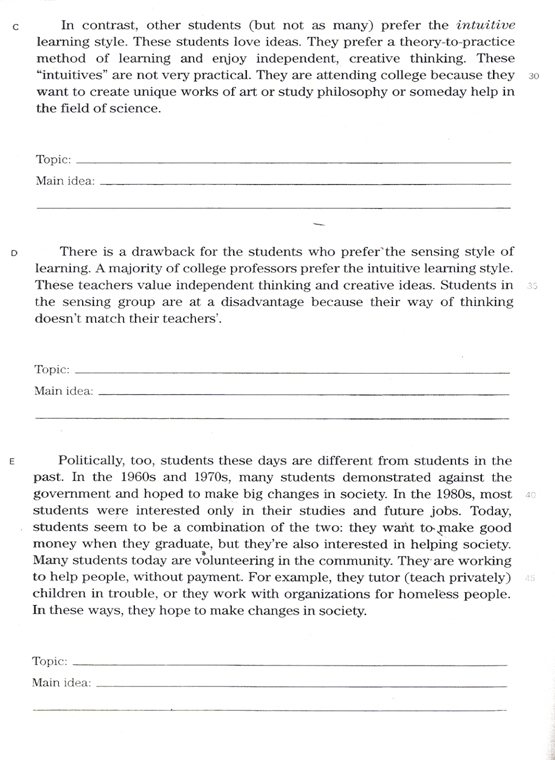 C In contrast, other students (but not as many) prefer the intuitive
learning style. These students love ideas. They prefer a theory-to-practice
method of learning and enjoy independent, creative thinking. These
“intuitives” are not very practical. They are attending college because they 30
want to create unique works of art or study philosophy or someday help in
the field of science.
Topic:
Main idea:
D There is a drawback for the students who prefer the sensing style of
learning. A majority of college professors prefer the intuitive learning style.
These teachers value independent thinking and creative ideas. Students in 35
the sensing group are at a disadvantage because their way of thinking
doesn’t match their teachers’.
Topic:
Main idea:
E Politically, too, students these days are different from students in the
past. In the 1960s and 1970s, many students demonstrated against the
government and hoped to make big changes in society. In the 1980s, most 40
students were interested only in their studies and future jobs. Today,
students seem to be a combination of the two: they want to make good
money when they graduate, but they’re also interested in helping society.
Many students today are volunteering in the community. They are working
to help people, without payment. For example, they tutor (teach privately) 45
children in trouble, or they work with organizations for homeless people.
In these ways, they hope to make changes in society.
Topic:
Main idea: